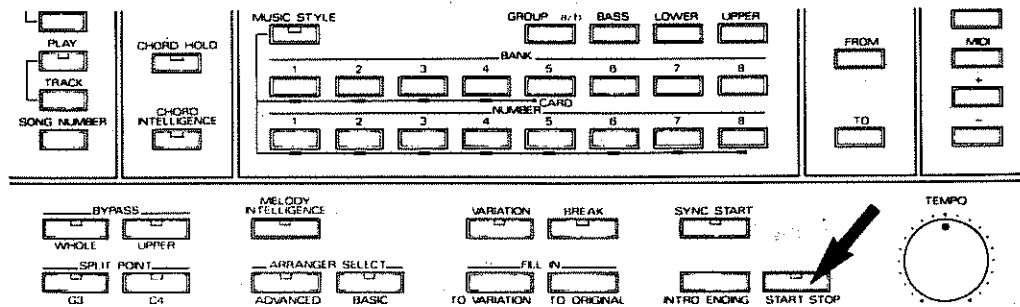 MUSIC STYLE GROUP a/b BASS LOWER UPPER
PLAY CHORD HOLD FROM MIDI
BANK
1 2 3 4 5 6 7 8
TRACK +
CARD
NUMBER
SONG NUMBER CHORD INTELLIGENCE 1 2 3 4 5 6 7 8 TO -
MELODY INTELLIGENCE TEMPO
BYPASS VARIATION BREAK SYNC START
WHOLE UPPER
SPLIT POINT ARRANGER SELECT FILL IN
G3 C4 ADVANCED BASIC TO VARIATION TO ORIGINAL INTRO ENDING START STOP